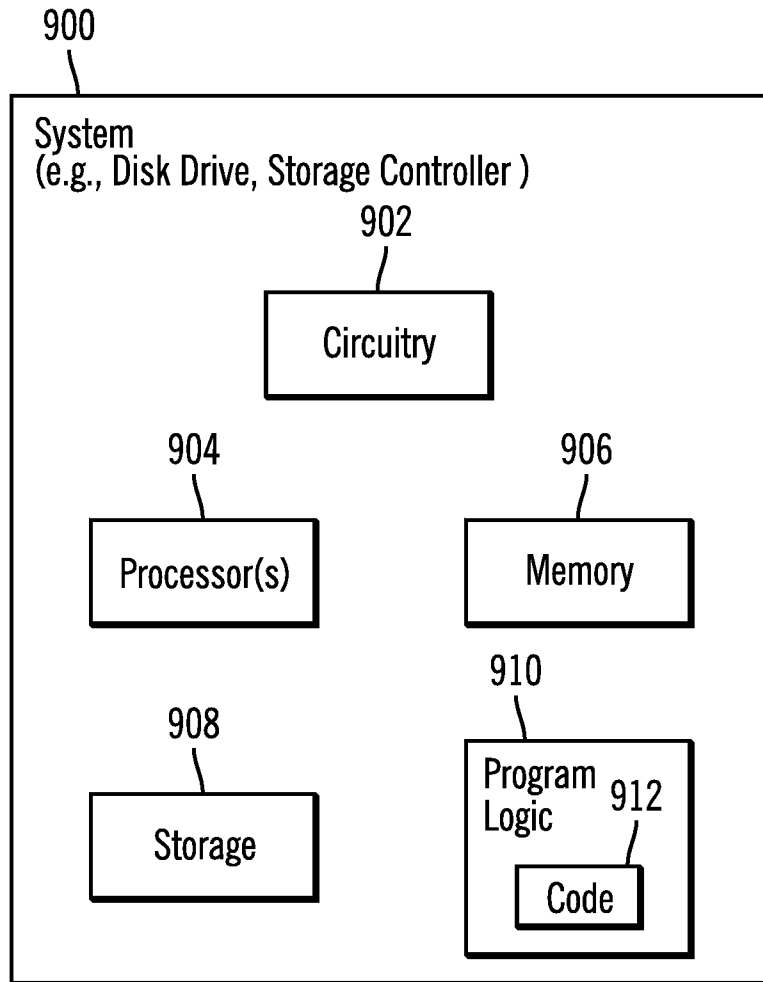 900
System
(e.g., Disk Drive, Storage Controller )
902
Circuitry
904
906
Processor(s)
Memory
910
908
Program
Logic
912
Storage
Code